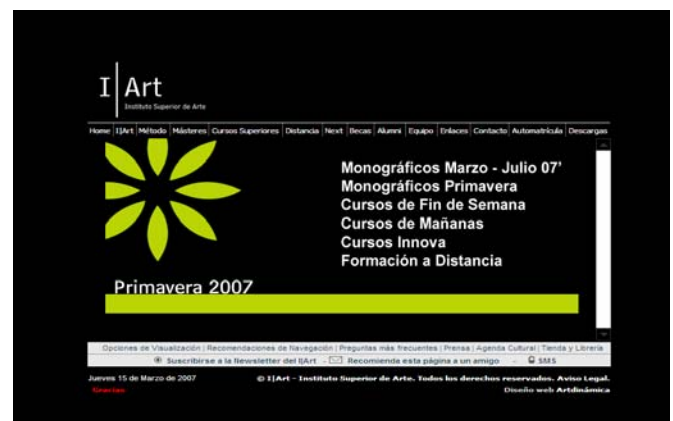 I Art
Instituto Superior de Arte
Home I|Art Método Másteres Cursos Superiores Distancia Next Becas Alumni Equipo Enlaces Contacto Automatrícula Descargas
Monográficos Marzo - Julio 07'
Monográficos Primavera
Cursos de Fin de Semana
Cursos de Mañanas
Cursos Innova
Formación a Distancia
Primavera 2007
Opciones de Visualización | Recomendaciones de Navegación | Preguntas más frecuentes | Prensa | Agenda Cultural | Tienda y Librería
Suscribirse a la Newsletter del I|Art - Recomienda esta página a un amigo - SMS
Jueves 15 de Marzo de 2007 © I|Art - Instituto Superior de Arte. Todos los derechos reservados. Aviso Legal.
Gracias Diseño web Artdinámica